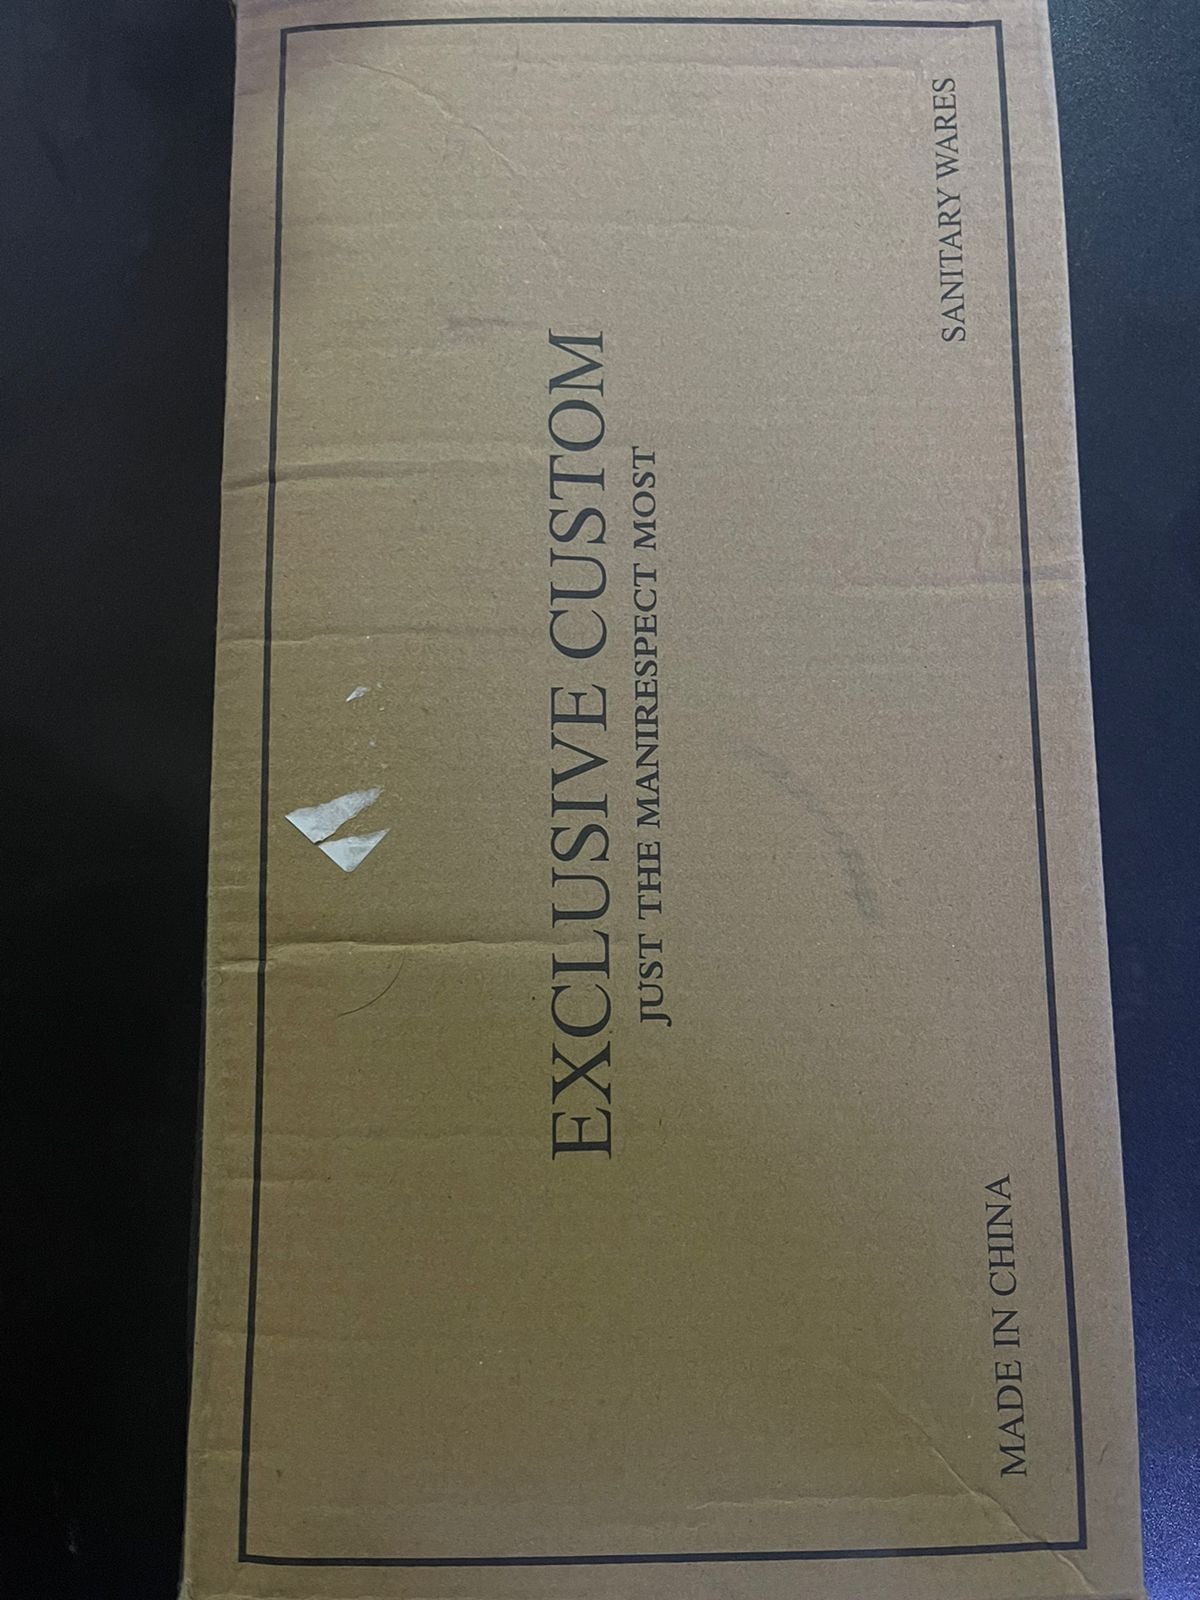 EXCLUSIVE CUSTOM
JUST THE MANIRESPECT MOST
MADE IN CHINA
SANITARY WARES